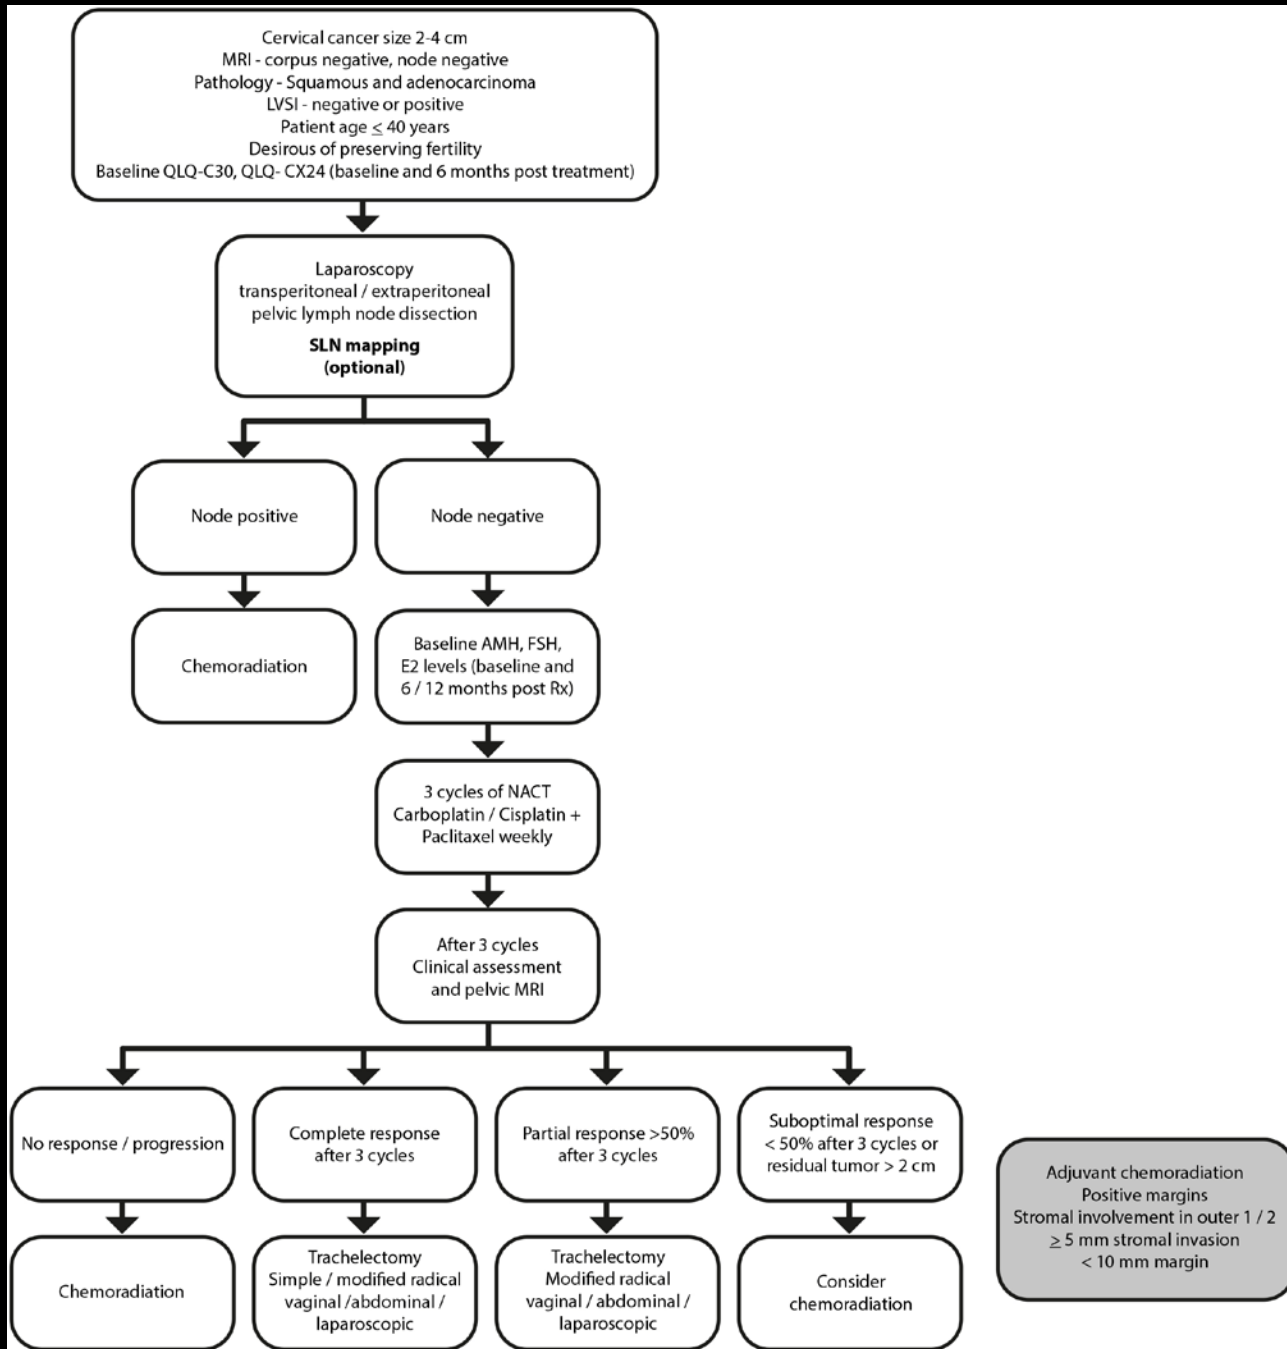 Cervical cancer size 2-4 cm
MRI - corpus negative, node negative
Pathology - Squamous and adenocarcinoma
LVSI - negative or positive
Patient age ≤ 40 years
Desirous of preserving fertility
Baseline QLQ-C30, QLQ- CX24 (baseline and 6 months post treatment)
Laparoscopy
transperitoneal / extraperitoneal
pelvic lymph node dissection
SLN mapping
(optional)
Node positive
Node negative
Chemoradiation
Baseline AMH, FSH,
E2 levels (baseline and
6 / 12 months post Rx)
3 cycles of NACT
Carboplatin / Cisplatin +
Paclitaxel weekly
After 3 cycles
Clinical assessment
and pelvic MRI
No response / progression
Complete response
after 3 cycles
Partial response >50%
after 3 cycles
Suboptimal response
< 50% after 3 cycles or
residual tumor > 2 cm
Chemoradiation
Trachelectomy
Simple / modified radical
vaginal /abdominal /
laparoscopic
Trachelectomy
Modified radical
vaginal / abdominal /
laparoscopic
Consider
chemoradiation
Adjuvant chemoradiation
Positive margins
Stromal involvement in outer 1 / 2
≥ 5 mm stromal invasion
< 10 mm margin